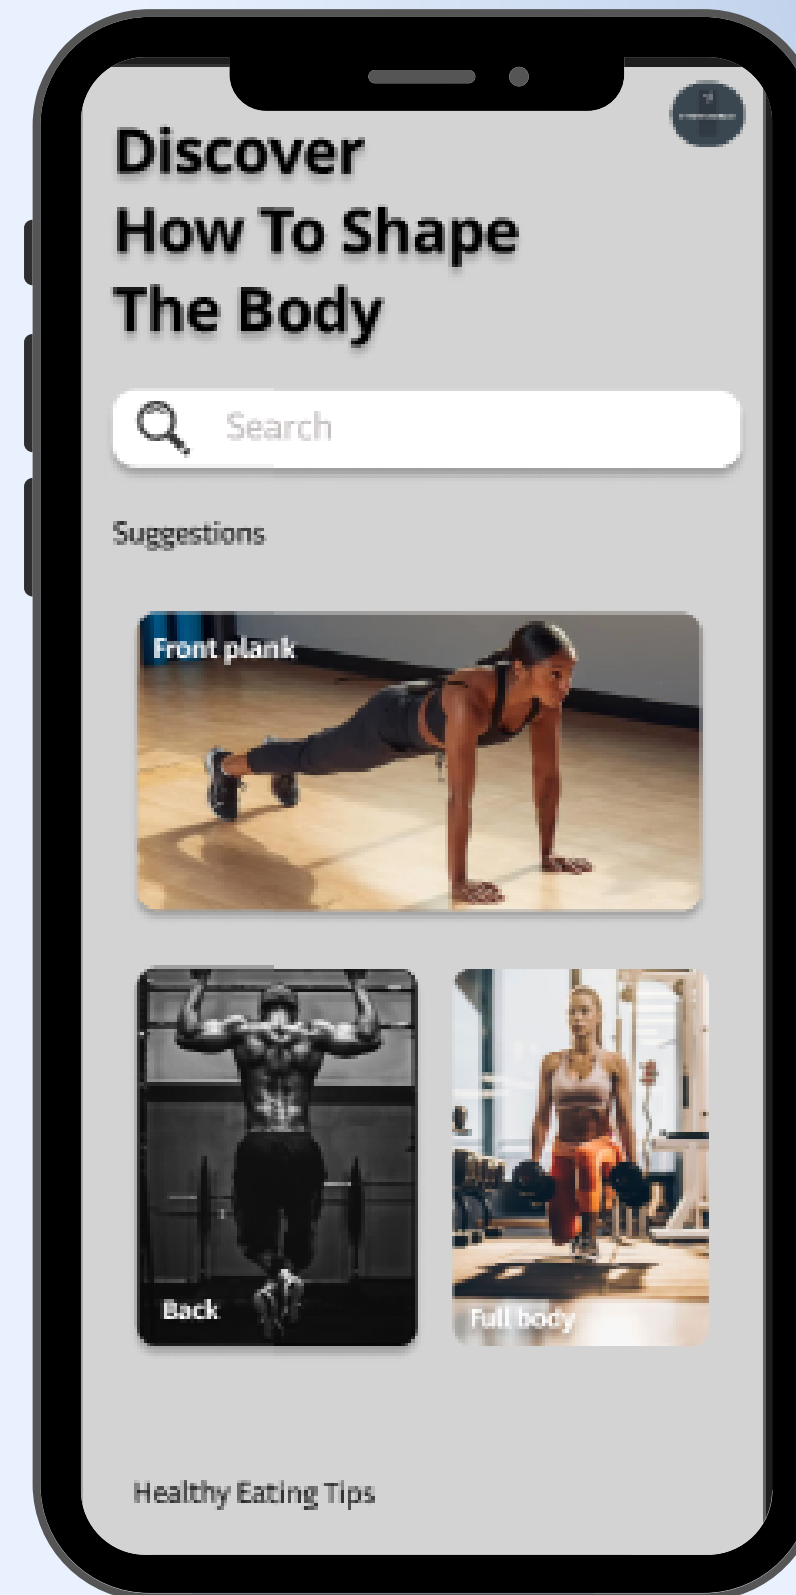 Discover
How To Shape
The Body
Search
Suggestions
Front plank
Back
Full body
Healthy Eating Tips